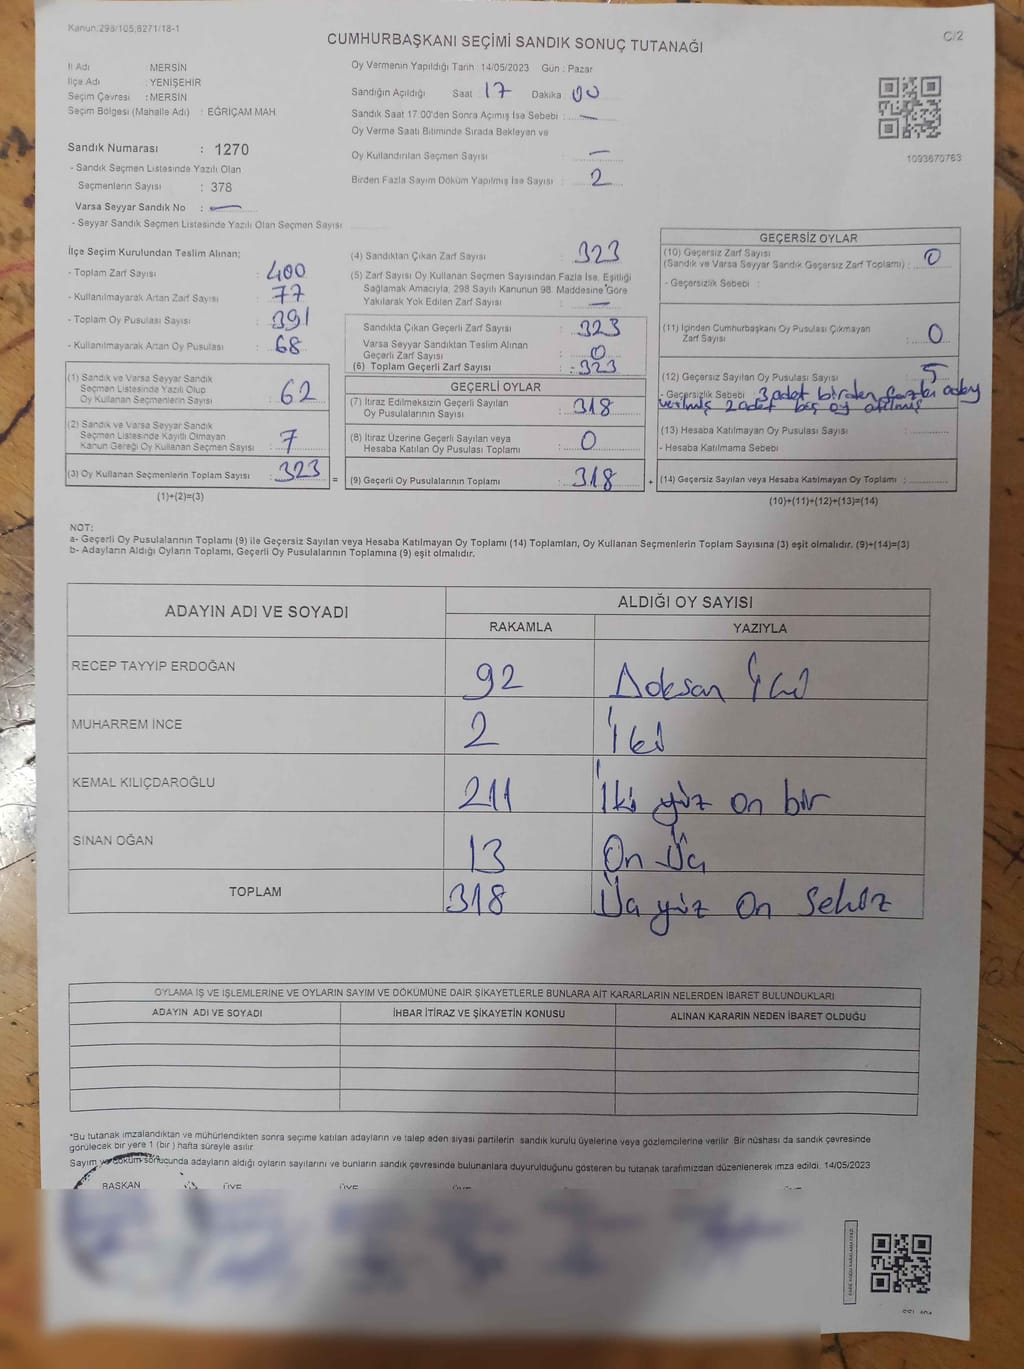 Kanun:298/105;8271/18-1
C/2
CUMHURBAŞKANI SEÇİMİ SANDIK SONUÇ TUTANAĞI
İl Adı : MERSİN
İlçe Adı : YENİŞEHİR
Seçim Çevresi : MERSİN
Seçim Bölgesi (Mahalle Adı) : EĞRİÇAM MAH
Sandık Numarası : 1270
- Sandık Seçmen Listesinde Yazılı Olan
Seçmenlerin Sayısı : 378
Varsa Seyyar Sandık No :
- Seyyar Sandık Seçmen Listesinde Yazılı Olan Seçmen Sayısı
Oy Vermenin Yapıldığı Tarih 14/05/2023 Gün : Pazar
Sandığın Açıldığı Saat 17 Dakika 00
Sandık Saat 17:00'den Sonra Açımış İse Sebebi :
Oy Verme Saati Bitiminde Sırada Bekleyen ve
Oy Kullandırılan Seçmen Sayısı :
Birden Fazla Sayım Döküm Yapılmış İse Sayısı : 2
1093670763
İlçe Seçim Kurulundan Teslim Alınan;
- Toplam Zarf Sayısı : 400
- Kullanılmayarak Artan Zarf Sayısı : 77
- Toplam Oy Pusulası Sayısı : 391
- Kullanılmayarak Artan Oy Pusulası : 68
(1) Sandık ve Varsa Seyyar Sandık
Seçmen Listesinde Yazılı Olup
Oy Kullanan Seçmenlerin Sayısı : 62
(2) Sandık ve Varsa Seyyar Sandık
Seçmen Listesinde Kayıtlı Olmayan
Kanun Gereği Oy Kullanan Seçmen Sayısı : 7
(3) Oy Kullanan Seçmenlerin Toplam Sayısı : 323
(1)+(2)=(3)
=
(4) Sandıktan Çıkan Zarf Sayısı : 323
(5) Zarf Sayısı Oy Kullanan Seçmen Sayısından Fazla İse, Eşitliği
Sağlamak Amacıyla, 298 Sayılı Kanunun 98. Maddesine Göre
Yakılarak Yok Edilen Zarf Sayısı :
Sandıkta Çıkan Geçerli Zarf Sayısı : 323
Varsa Seyyar Sandıktan Teslim Alınan
Geçerli Zarf Sayısı : 0
(6) Toplam Geçerli Zarf Sayısı : 323
GEÇERLİ OYLAR
(7) İtiraz Edilmeksizin Geçerli Sayılan
Oy Pusulalarının Sayısı : 318
(8) İtiraz Üzerine Geçerli Sayılan veya
Hesaba Katılan Oy Pusulası Toplamı : 0
(9) Geçerli Oy Pusulalarının Toplamı : 318
+
GEÇERSİZ OYLAR
(10) Geçersiz Zarf Sayısı
(Sandık ve Varsa Seyyar Sandık Geçersiz Zarf Toplamı) : 0
- Geçersizlik Sebebi :
(11) İçinden Cumhurbaşkanı Oy Pusulası Çıkmayan
Zarf Sayısı : 0
(12) Geçersiz Sayılan Oy Pusulası Sayısı : 5
- Geçersizlik Sebebi : 3 adet birden fazla aday
verilmiş 2 adet boş oy atılmış
(13) Hesaba Katılmayan Oy Pusulası Sayısı :
- Hesaba Katılmama Sebebi
(14) Geçersiz Sayılan veya Hesaba Katılmayan Oy Toplamı :
(10)+(11)+(12)+(13)=(14)
NOT:
a- Geçerli Oy Pusulalarının Toplamı (9) ile Geçersiz Sayılan veya Hesaba Katılmayan Oy Toplamı (14) Toplamları, Oy Kullanan Seçmenlerin Toplam Sayısına (3) eşit olmalıdır. (9)+(14)=(3)
b- Adayların Aldığı Oyların Toplamı, Geçerli Oy Pusulalarının Toplamına (9) eşit olmalıdır.
ADAYIN ADI VE SOYADI ALDIĞI OY SAYISI
RAKAMLA YAZIYLA
RECEP TAYYİP ERDOĞAN 92 Doksan İki
MUHARREM İNCE 2 İki
KEMAL KILIÇDAROĞLU 211 İki yüz on bir
SİNAN OĞAN 13 On Üç
TOPLAM 318 Üç yüz on sekiz
OYLAMA İŞ VE İŞLEMLERİNE VE OYLARIN SAYIM VE DÖKÜMÜNE DAİR ŞİKAYETLERLE BUNLARA AİT KARARLARIN NELERDEN İBARET BULUNDUKLARI
ADAYIN ADI VE SOYADI İHBAR İTİRAZ VE ŞİKAYETİN KONUSU ALINAN KARARIN NEDEN İBARET OLDUĞU
*Bu tutanak imzalandıktan ve mühürlendikten sonra seçime katılan adayların ve talep eden siyasi partilerin sandık kurulu üyelerine veya gözlemcilerine verilir. Bir nüshası da sandık çevresinde
görülecek bir yere 1 (bir) hafta süreyle asılır.
Sayım ve döküm sonucunda adayların aldığı oyların sayılarını ve bunların sandık çevresinde bulunanlara duyurulduğunu gösteren bu tutanak tarafımızdan düzenlenerek imza edildi. 14/05/2023
BAŞKAN ÜYE ÜYE